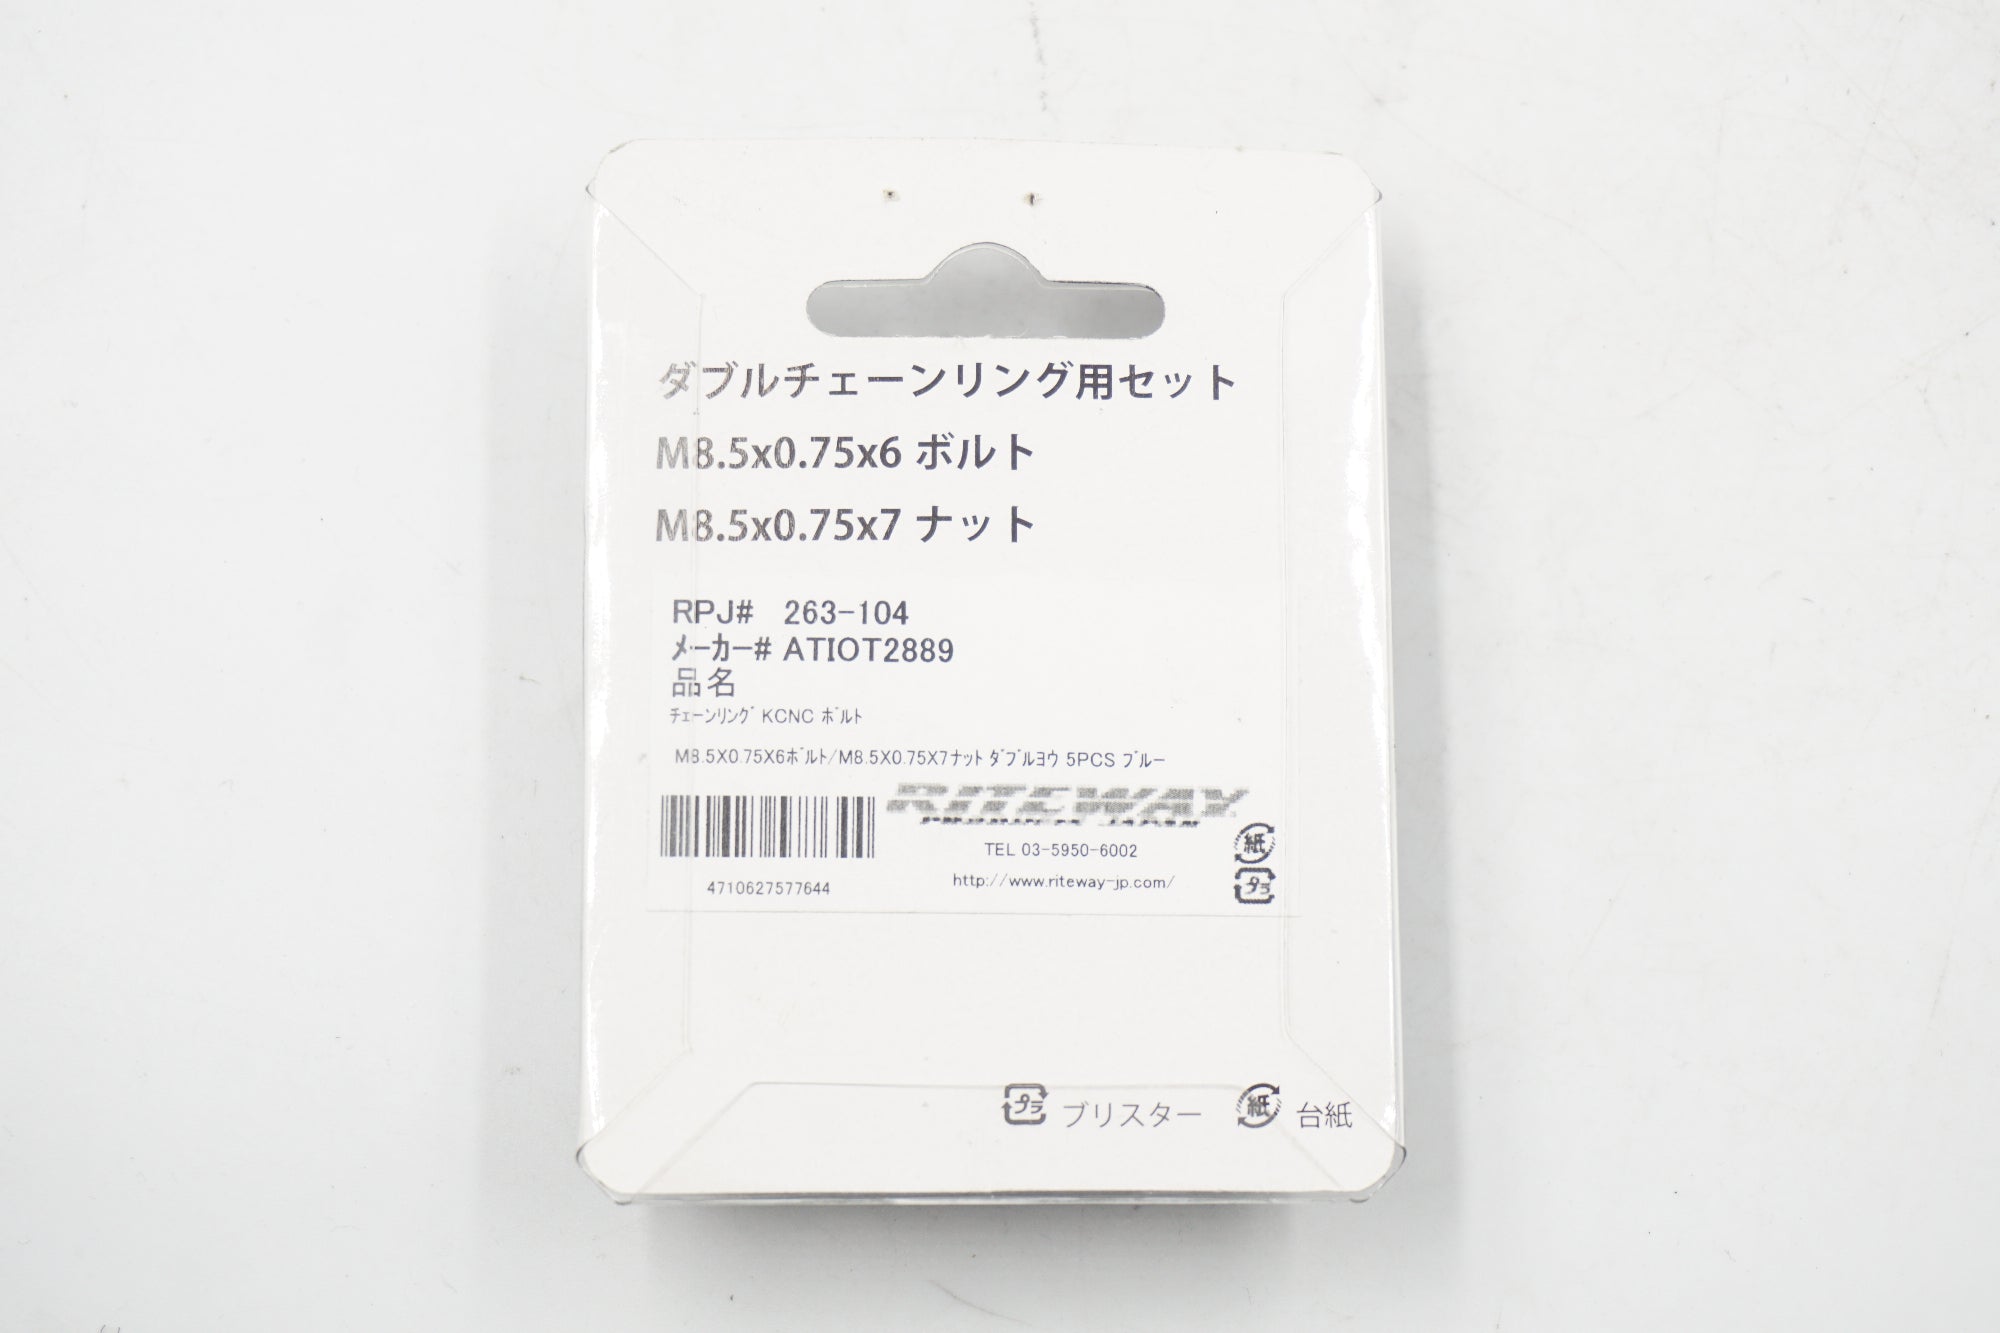 ダブルチェーンリング用セット
M8.5x0.75x6 ボルト
M8.5x0.75x7 ナット
RPJ# 263-104
ﾒｰｶｰ# ATIOT2889
品名
ﾁｪｰﾝﾘﾝｸﾞ KCNC ﾎﾞﾙﾄ
M8.5X0.75X6ﾎﾞﾙﾄ/M8.5X0.75X7ﾅｯﾄ ﾀﾞﾌﾞﾙﾖｳ 5PCS ﾌﾞﾙｰ
RITEWAY
TEL 03-5950-6002
http://www.riteway-jp.com/
4710627577644
紙
プラ
プラ ブリスター 紙 台紙